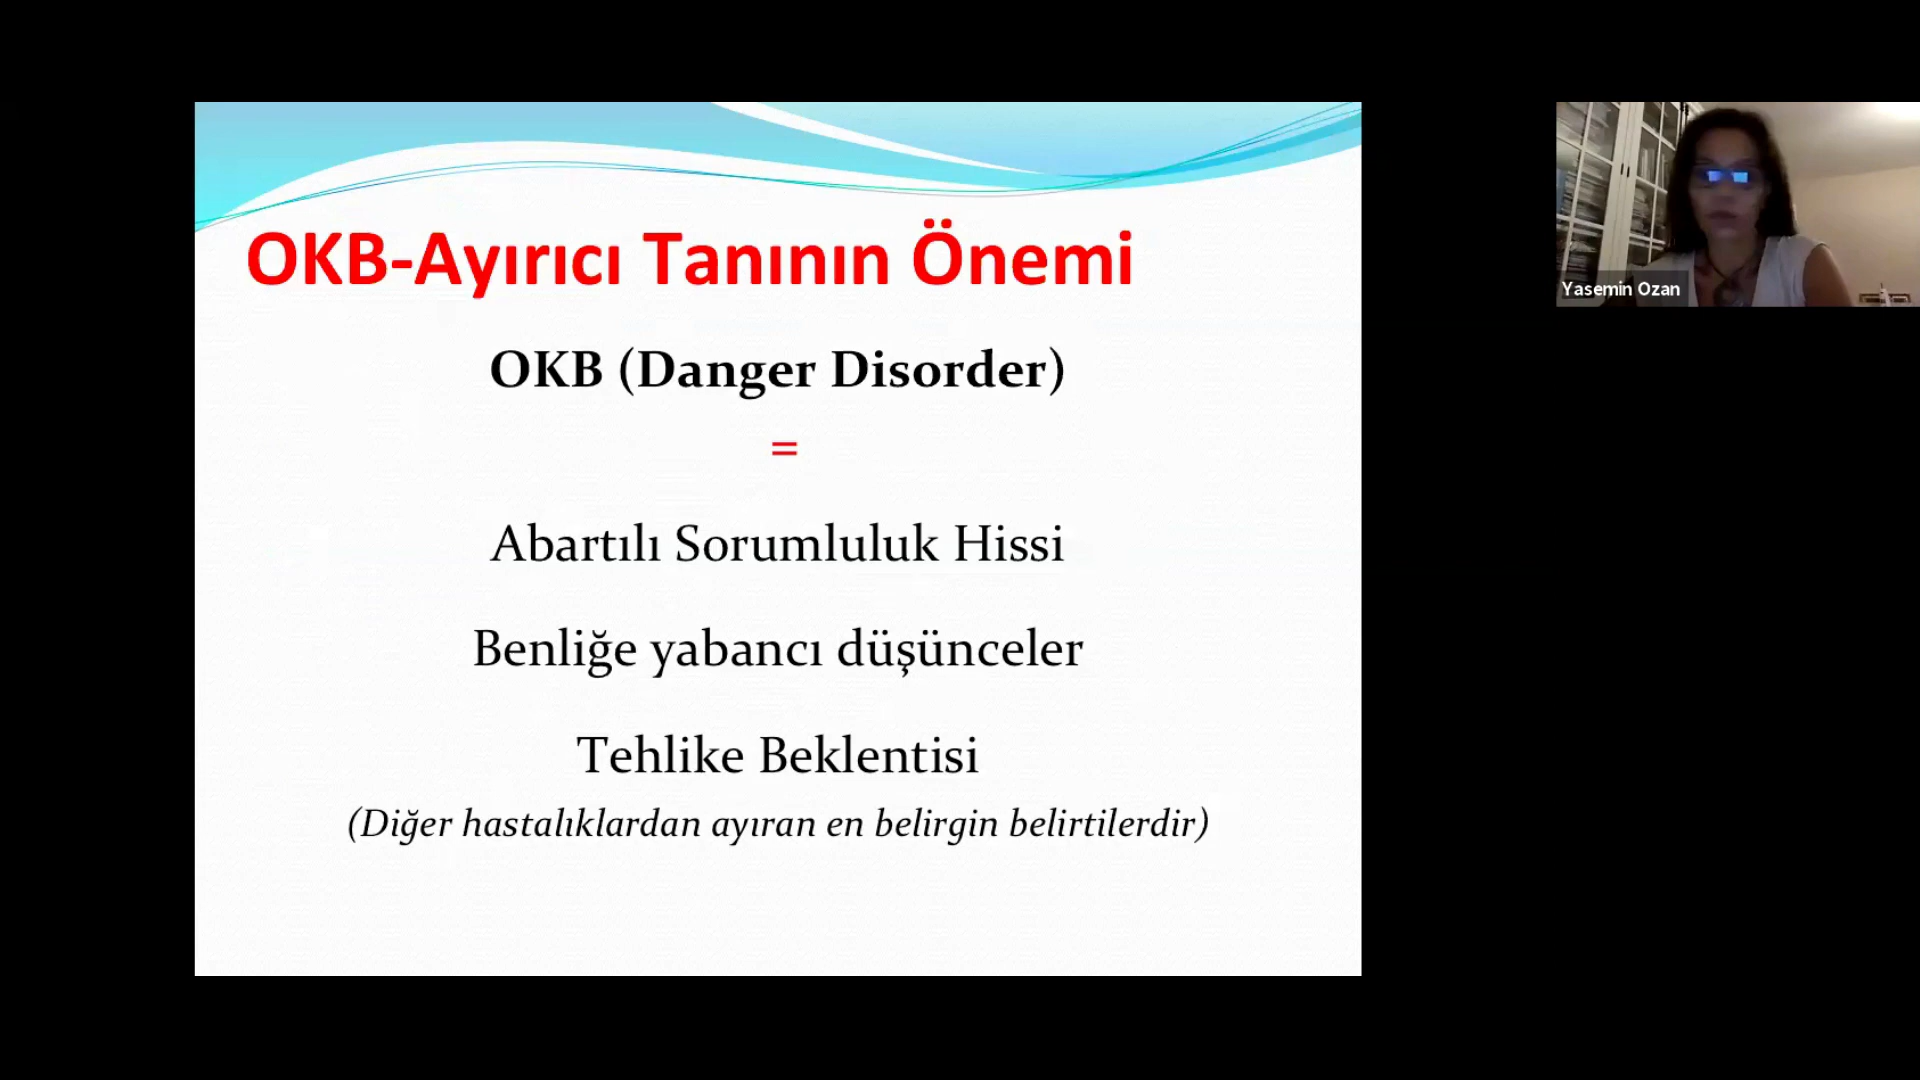 OKB-Ayırıcı Tanının Önemi
OKB (Danger Disorder)
=
Abartılı Sorumluluk Hissi
Benliğe yabancı düşünceler
Tehlike Beklentisi
(Diğer hastalıklardan ayıran en belirgin belirtilerdir)
Yasemin Ozan